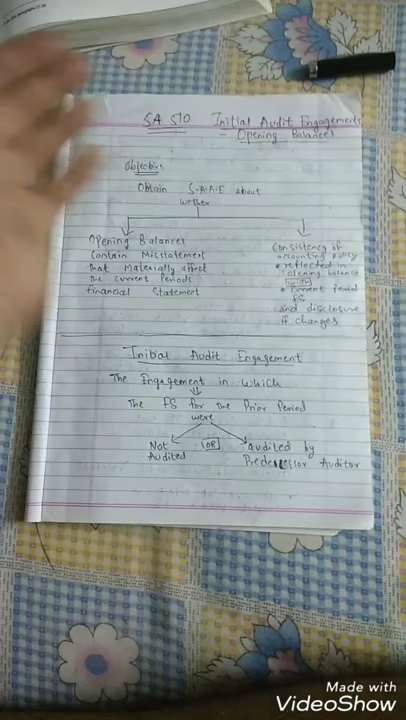 SA 510 Initial Audit Engagements
- Opening Balances
Objective
Obtain S.A.A.E about
wether
Opening Balances
Contain Misstatement
that Materially affect
the current Periods
financial Statement
Consistency of
accounting policy
* reflected in
opening balance
with
* current period
FS
and disclosure
if changes
Initial Audit Engagement
The Engagement in which
The FS for the Prior Period
were
Not
Audited
OR
audited by
Predecessor Auditor
Made with
VideoShow